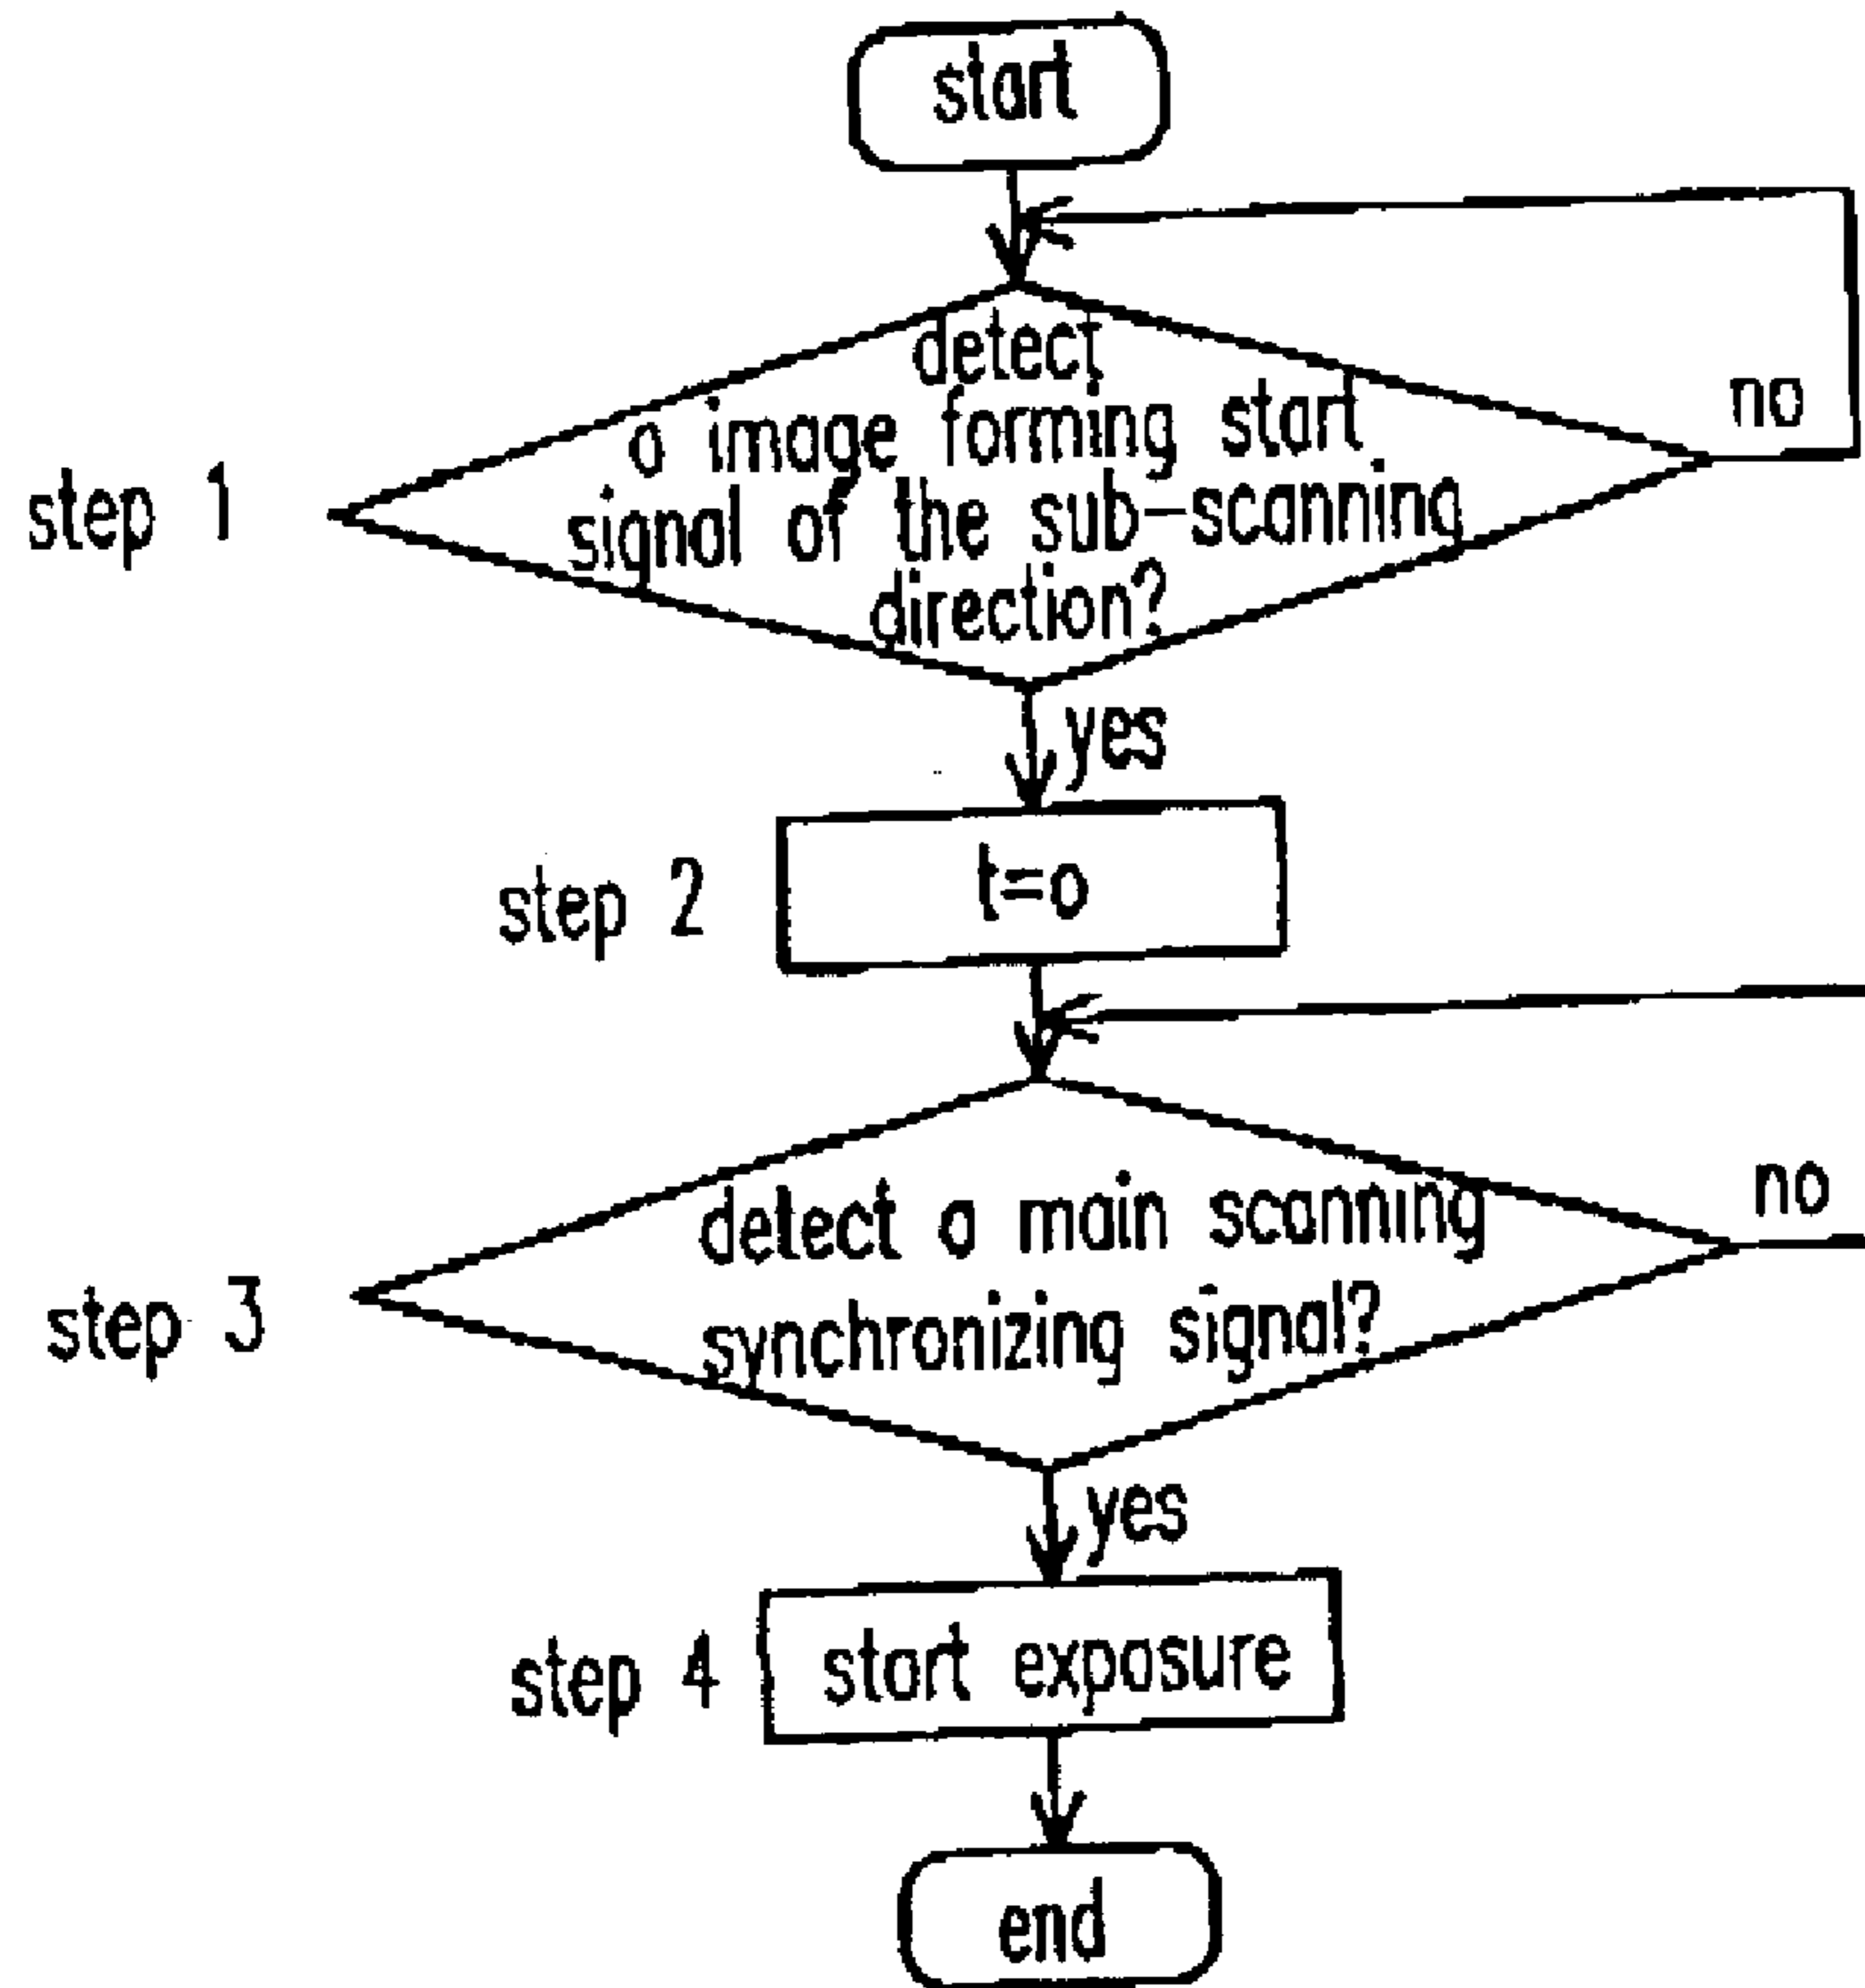 start
detect
a image forming start
signal of the sub-scanning
direction?
no
step 1
yes
step 2
t=0
detect a main scanning
synchronizing signal?
no
step 3
yes
step 4
start exposure
end